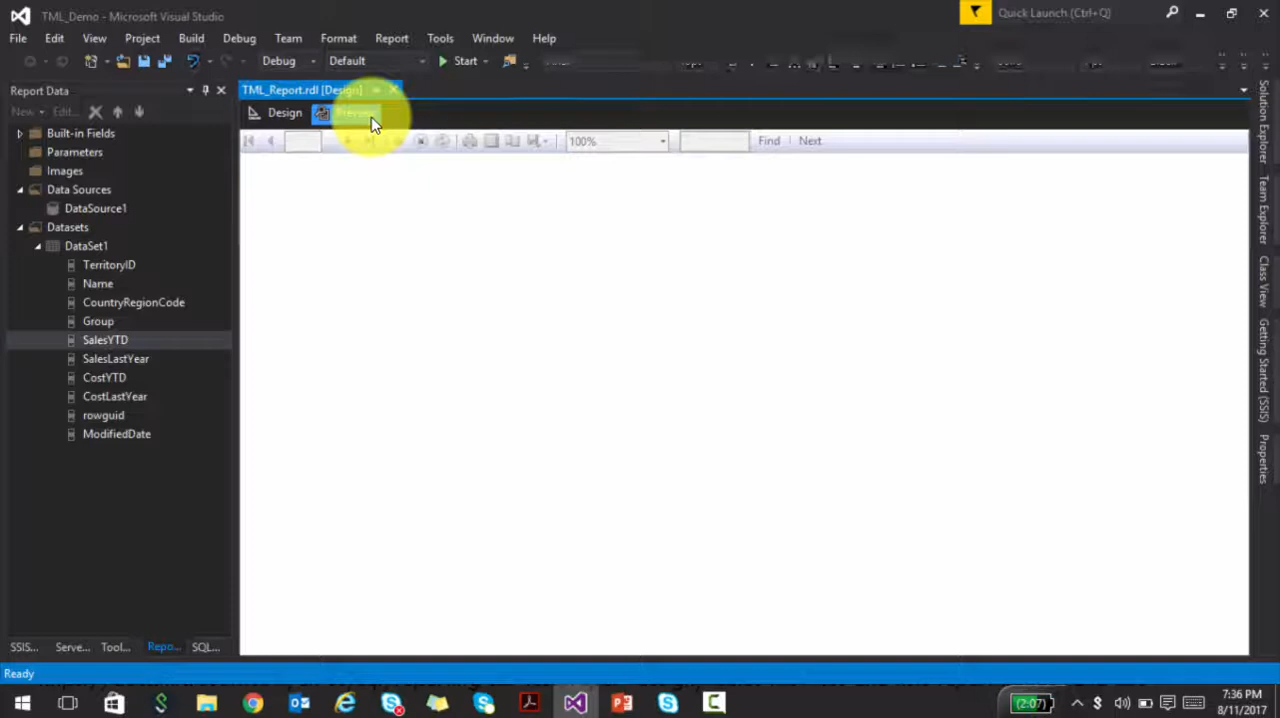 TML_Demo - Microsoft Visual Studio
Quick Launch (Ctrl+Q)
File Edit View Project Build Debug Team Format Report Tools Window Help
Debug Default Start
Report Data
TML_Report.rdl [Design]
New Edit...
Design Preview
100% Find Next
Built-in Fields
Parameters
Images
Data Sources
DataSource1
Datasets
DataSet1
TerritoryID
Name
CountryRegionCode
Group
SalesYTD
SalesLastYear
CostYTD
CostLastYear
rowguid
ModifiedDate
Solution Explorer
Team Explorer
Class View
Getting Started (SSIS)
Properties
SSIS... Serve... Tool... Repo... SQL...
Ready
(2:07)
7:36 PM
8/11/2017